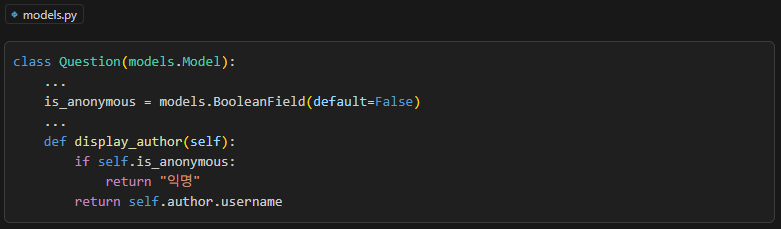 models.py
class Question(models.Model):
    ...
    is_anonymous = models.BooleanField(default=False)
    ...
    def display_author(self):
        if self.is_anonymous:
            return "익명"
        return self.author.username